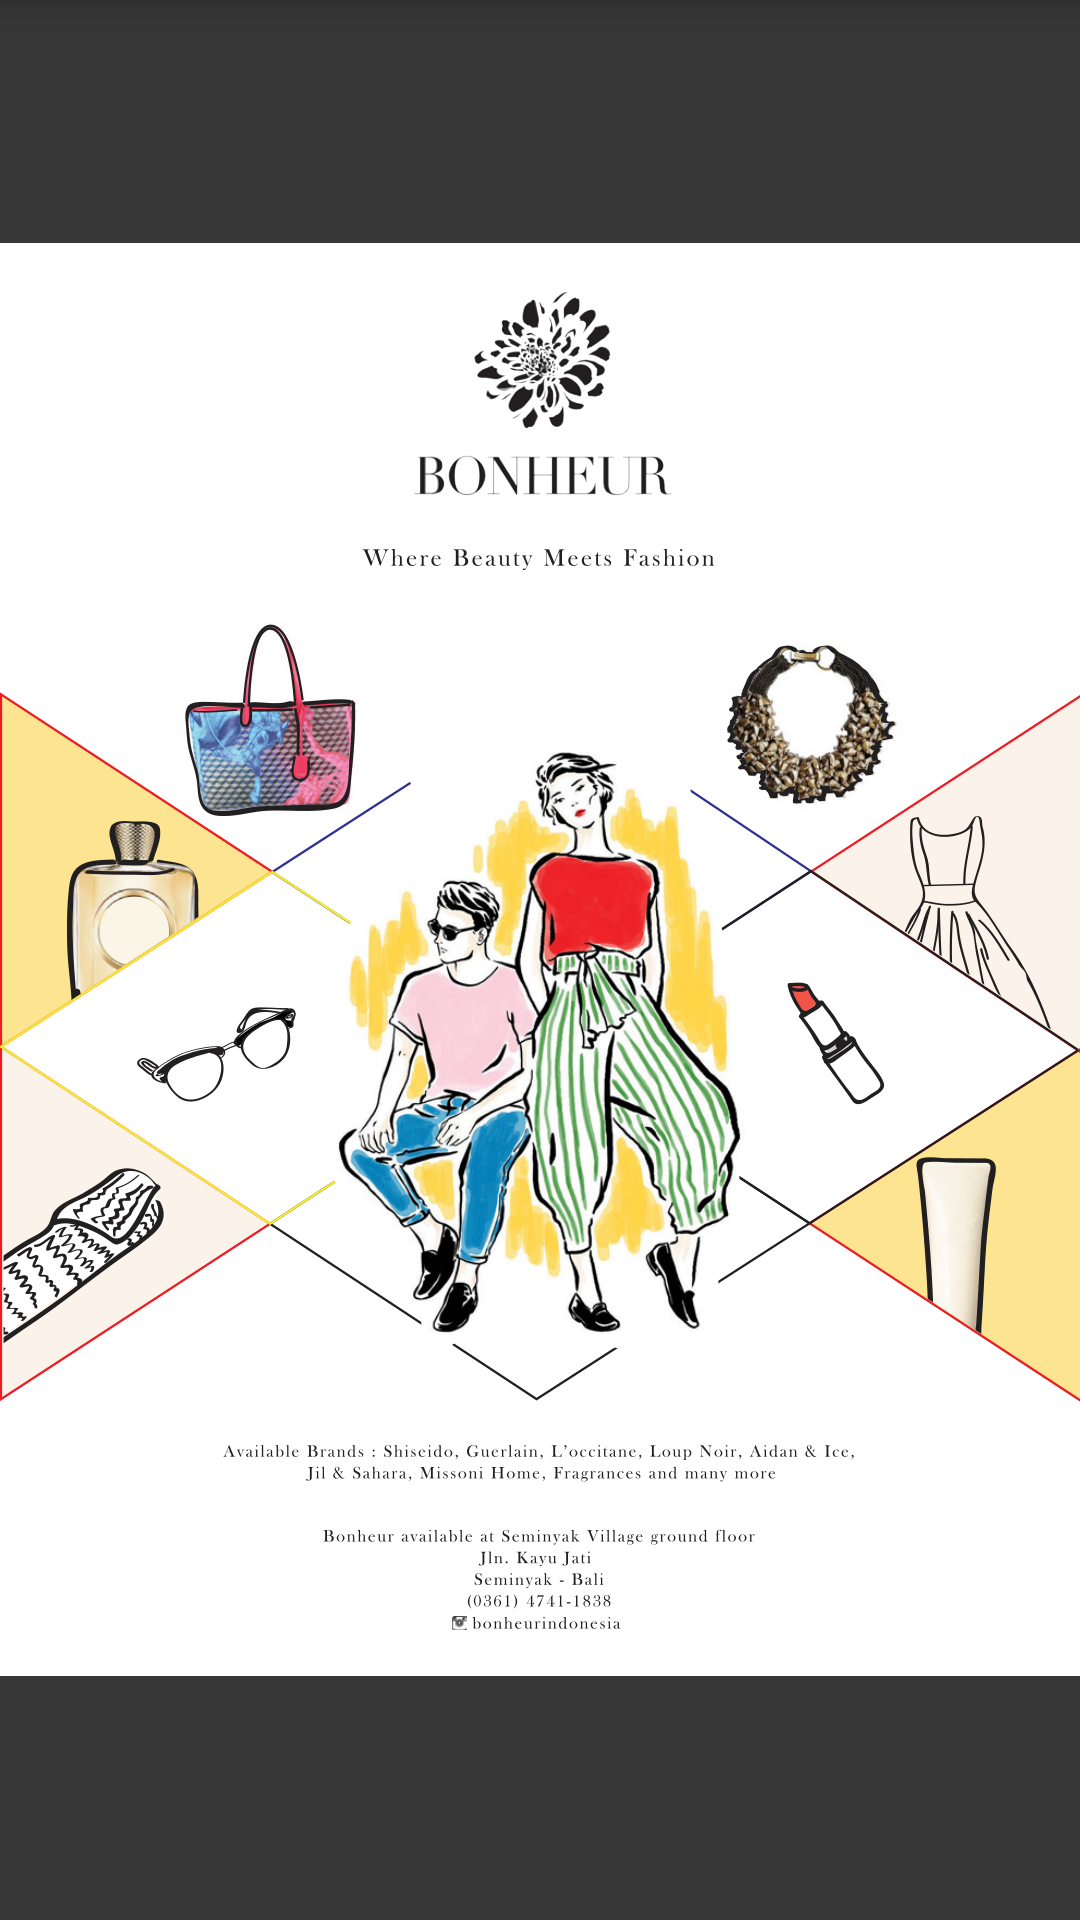 BONHEUR
Where Beauty Meets Fashion
Available Brands : Shiseido, Guerlain, L'occitane, Loup Noir, Aidan & Ice,
Jil & Sahara, Missoni Home, Fragrances and many more
Bonheur available at Seminyak Village ground floor
Jln. Kayu Jati
Seminyak - Bali
(0361) 4741-1838
bonheurindonesia